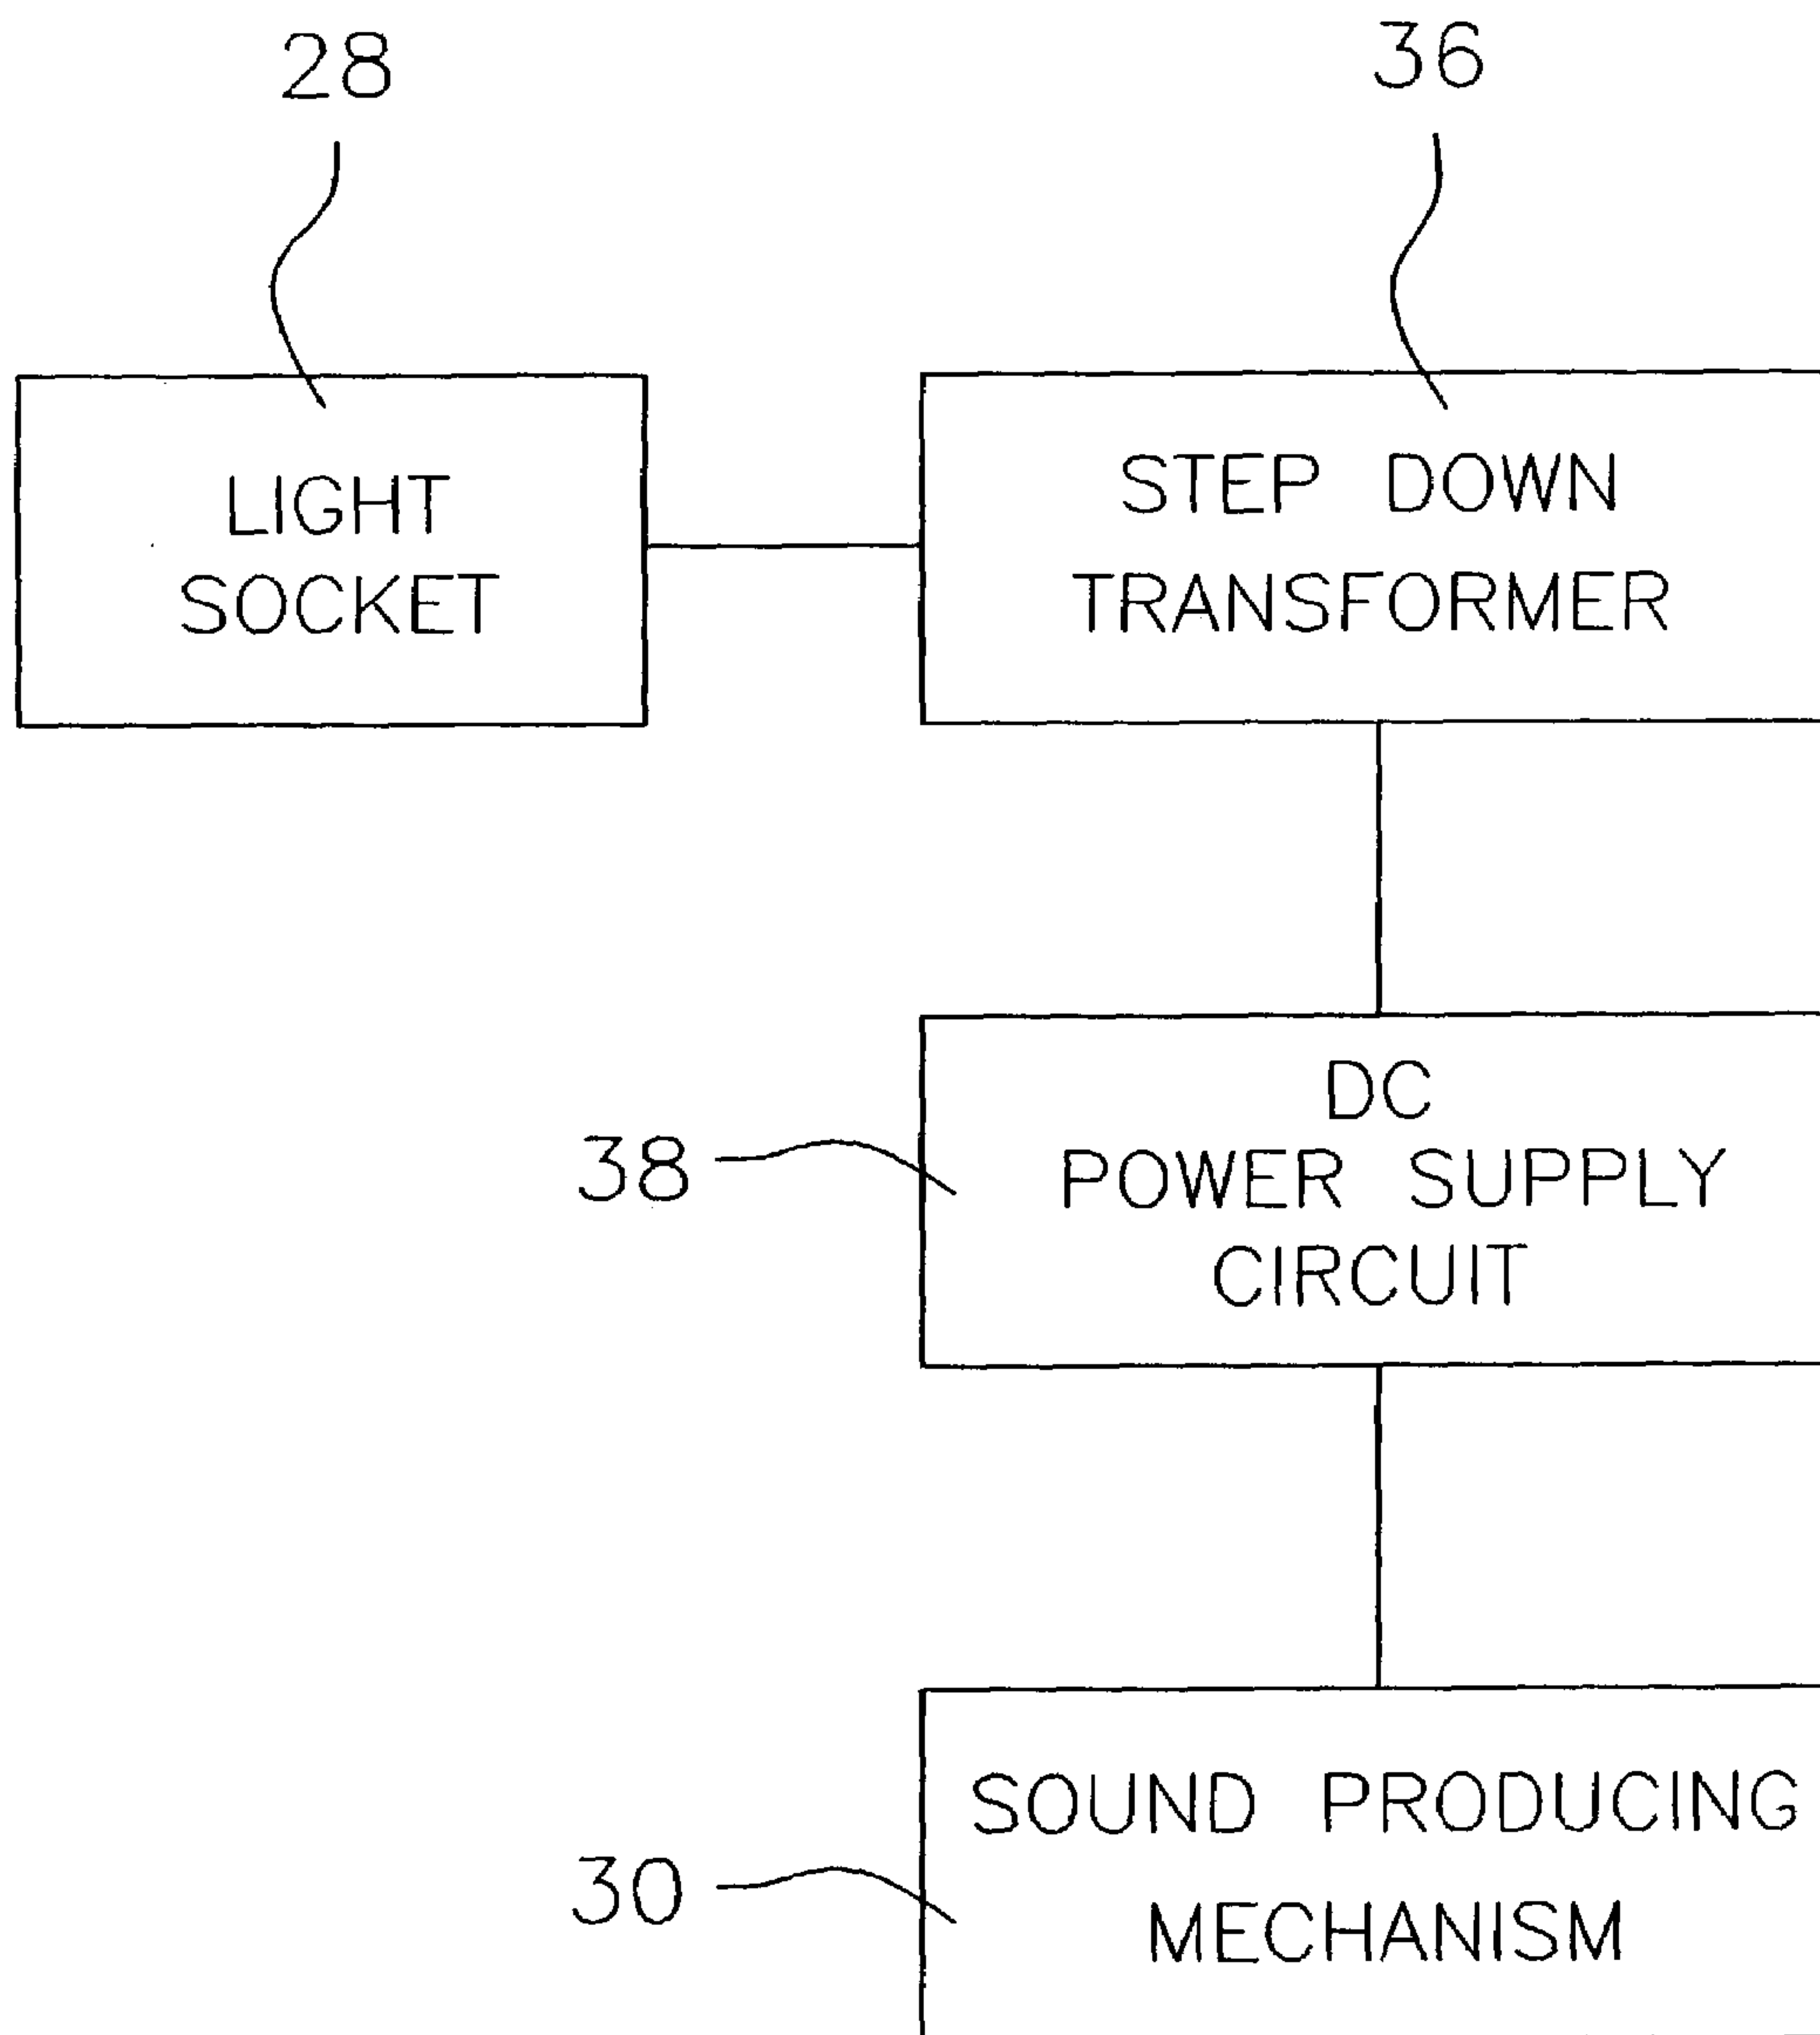 28
36
LIGHT
SOCKET
STEP DOWN
TRANSFORMER
38
DC
POWER SUPPLY
CIRCUIT
30
SOUND PRODUCING
MECHANISM